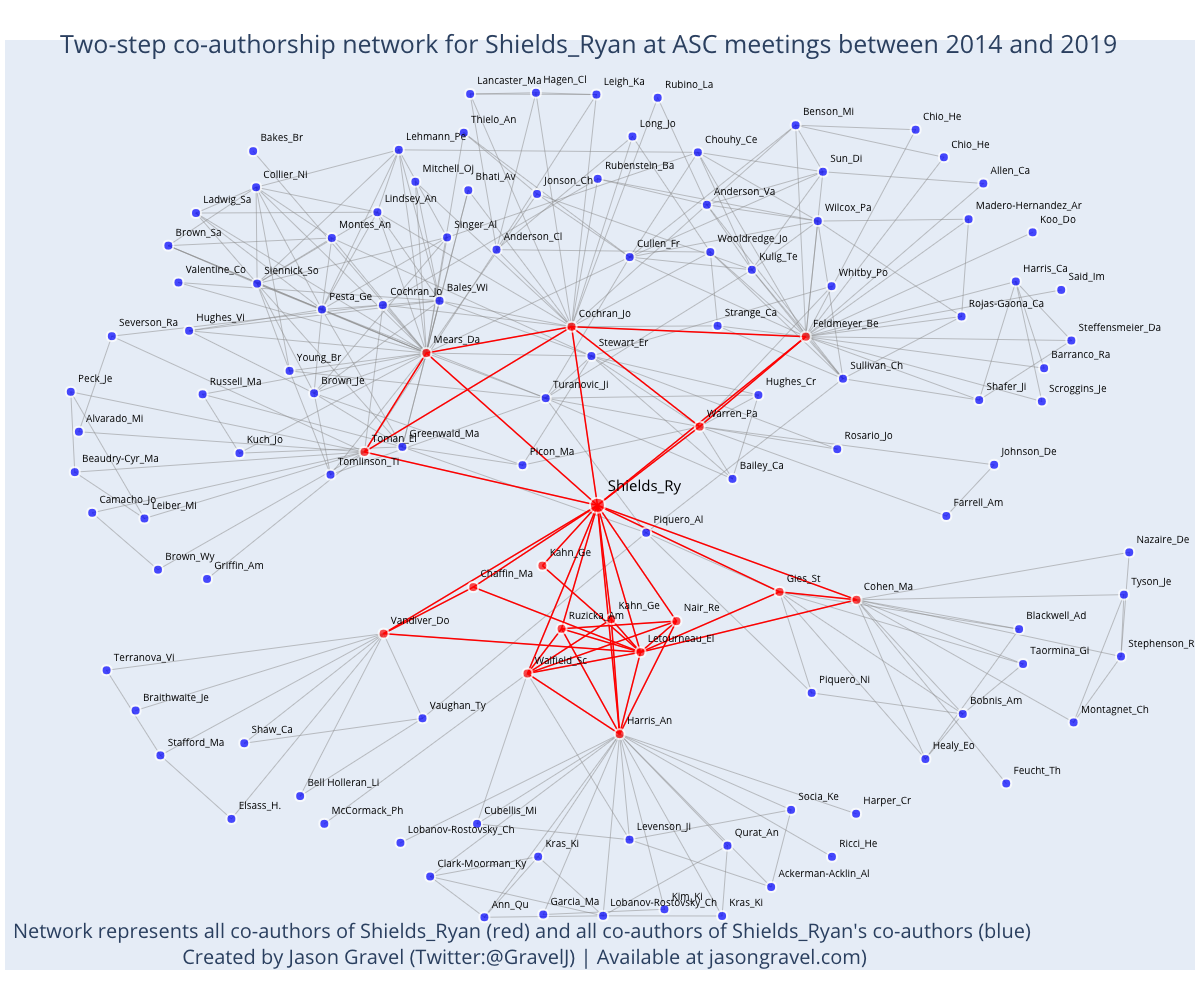 Two-step co-authorship network for Shields_Ryan at ASC meetings between 2014 and 2019
Lancaster_Ma
Hagen_Cl
Leigh_Ka
Rubino_La
Thielo_An
Long_Jo
Benson_Mi
Chio_He
Bakes_Br
Lehmann_Pe
Chouhy_Ce
Chio_He
Collier_Ni
Mitchell_Oj
Bhati_Av
Jonson_Ch
Rubenstein_Ba
Sun_Di
Allen_Ca
Ladwig_Sa
Lindsey_An
Anderson_Va
Wilcox_Pa
Madero-Hernandez_Ar
Koo_Do
Brown_Sa
Montes_An
Singer_Al
Anderson_Cl
Cullen_Fr
Wooldredge_Jo
Kulig_Te
Valentine_Co
Siennick_So
Whitby_Po
Harris_Ca
Said_Im
Pesta_Ge
Cochran_Jo
Bales_Wi
Rojas-Gaona_Ca
Severson_Ra
Hughes_Vi
Mears_Da
Cochran_Jo
Strange_Ca
Feldmeyer_Be
Steffensmeier_Da
Young_Br
Stewart_Er
Barranco_Ra
Peck_Je
Russell_Ma
Brown_Je
Turanovic_Ji
Hughes_Cr
Sullivan_Ch
Shafer_Ji
Scroggins_Je
Alvarado_Mi
Warren_Pa
Kuch_Jo
Toman_El
Greenwald_Ma
Rosario_Jo
Beaudry-Cyr_Ma
Tomlinson_Ti
Picon_Ma
Bailey_Ca
Johnson_De
Camacho_Jo
Leiber_Mi
Shields_Ry
Farrell_Am
Piquero_Al
Brown_Wy
Griffin_Am
Kahn_Ge
Nazaire_De
Chaffin_Ma
Gies_St
Cohen_Ma
Tyson_Je
Vandiver_Do
Ruzicka_Am
Kahn_Ge
Nair_Re
Blackwell_Ad
Letourneau_El
Taormina_Gi
Stephenson_R
Terranova_Vi
Walfield_Sc
Braithwaite_Je
Piquero_Ni
Bobnis_Am
Montagnet_Ch
Shaw_Ca
Vaughan_Ty
Harris_An
Stafford_Ma
Healy_Eo
Feucht_Th
Bell Holleran_Li
Elsass_H.
McCormack_Ph
Cubellis_Mi
Socia_Ke
Harper_Cr
Lobanov-Rostovsky_Ch
Levenson_Ji
Qurat_An
Ricci_He
Clark-Moorman_Ky
Kras_Ki
Ackerman-Acklin_Al
Ann_Qu
Garcia_Ma
Lobanov-Rostovsky_Ch
Kim_Ki
Kras_Ki
Network represents all co-authors of Shields_Ryan (red) and all co-authors of Shields_Ryan's co-authors (blue)
Created by Jason Gravel (Twitter:@GravelJ) | Available at jasongravel.com)